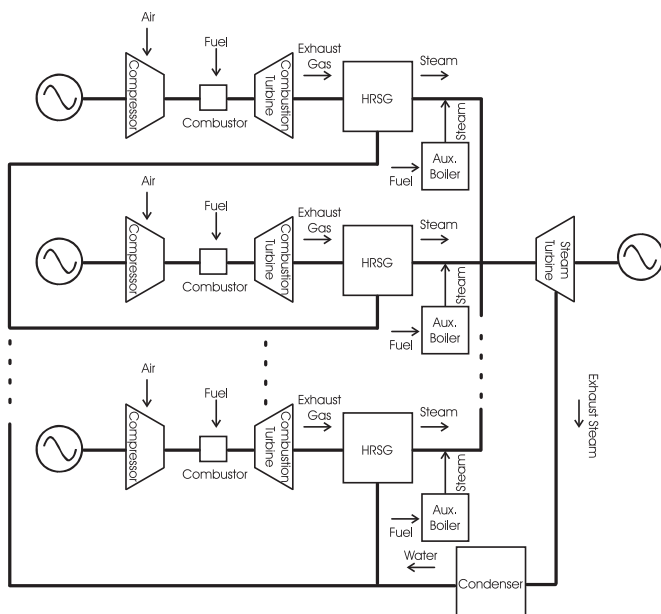 Air
Fuel
Compressor
Combustor
Combustion
Turbine
Exhaust
Gas
HRSG
Steam
Steam
Fuel
Aux.
Boiler
Air
Fuel
Compressor
Combustor
Combustion
Turbine
Exhaust
Gas
HRSG
Steam
Steam
Fuel
Aux.
Boiler
Steam
Turbine
Air
Fuel
Compressor
Combustor
Combustion
Turbine
Exhaust
Gas
HRSG
Steam
Steam
Fuel
Aux.
Boiler
Exhaust Steam
Water
Condenser